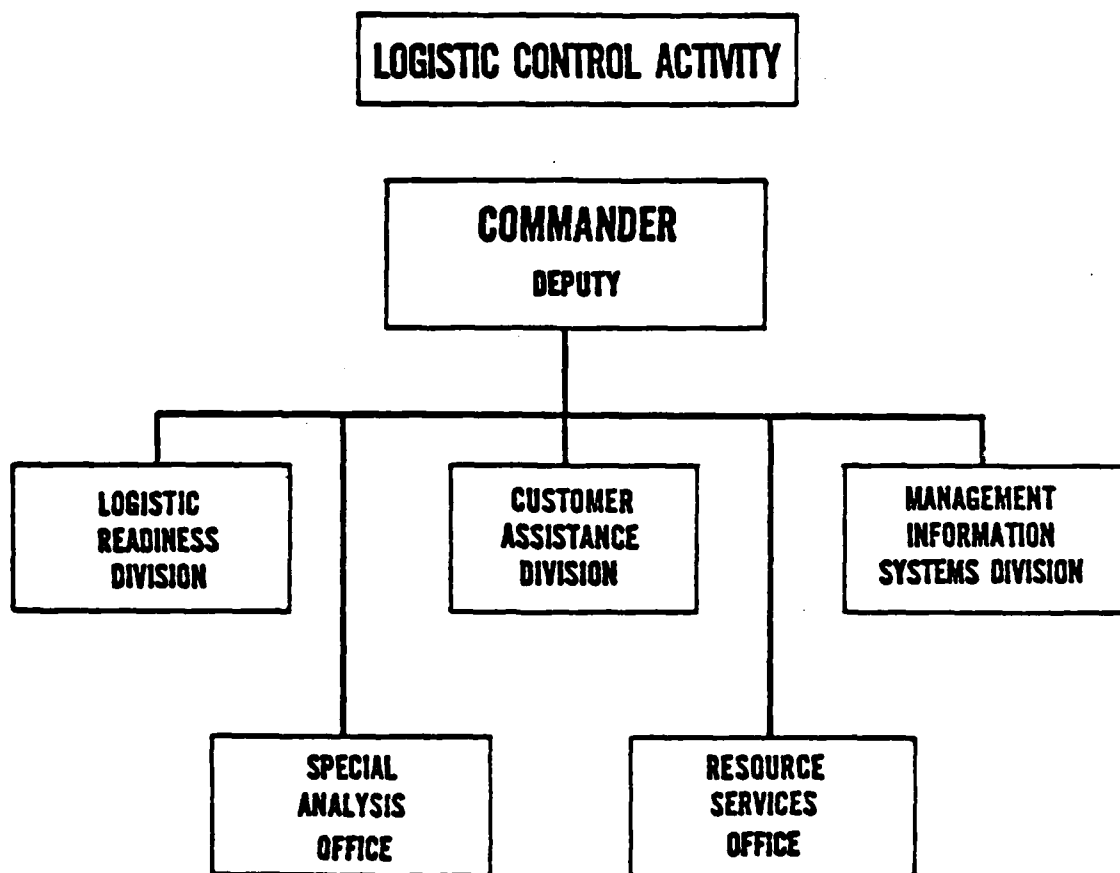 LOGISTIC CONTROL ACTIVITY
COMMANDER
DEPUTY
LOGISTIC
READINESS
DIVISION
CUSTOMER
ASSISTANCE
DIVISION
MANAGEMENT
INFORMATION
SYSTEMS DIVISION
SPECIAL
ANALYSIS
OFFICE
RESOURCE
SERVICES
OFFICE